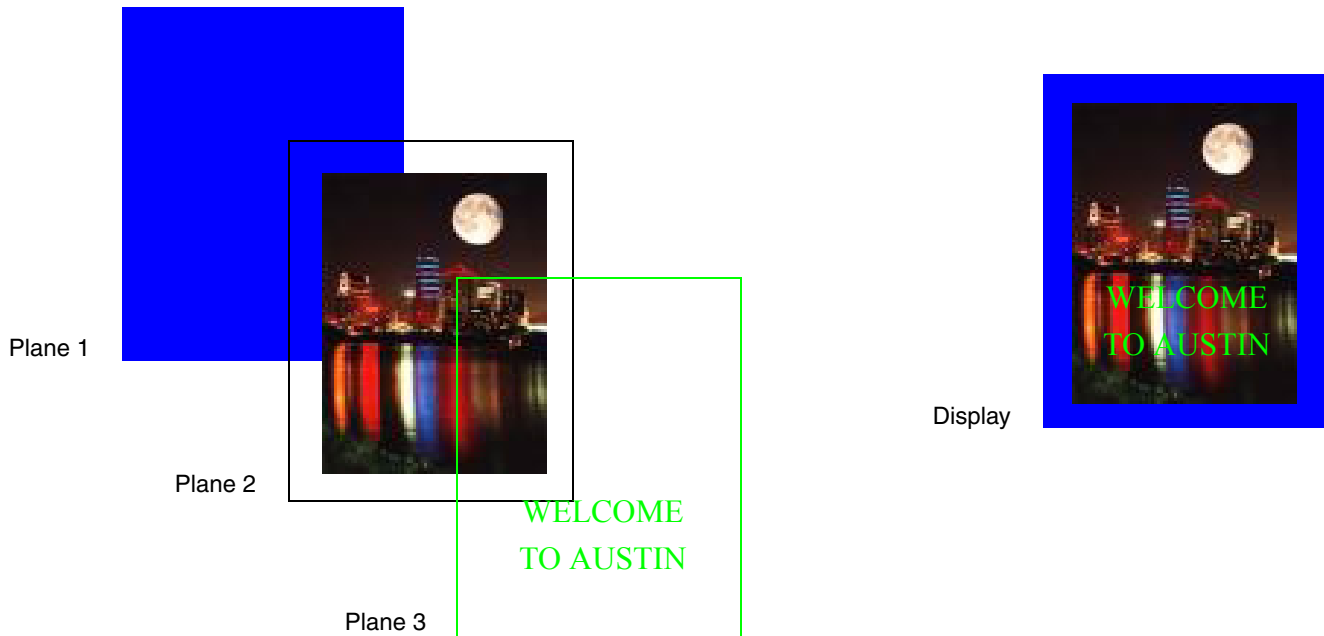 Plane 1
Plane 2
WELCOME
TO AUSTIN
Plane 3
WELCOME
TO AUSTIN
Display